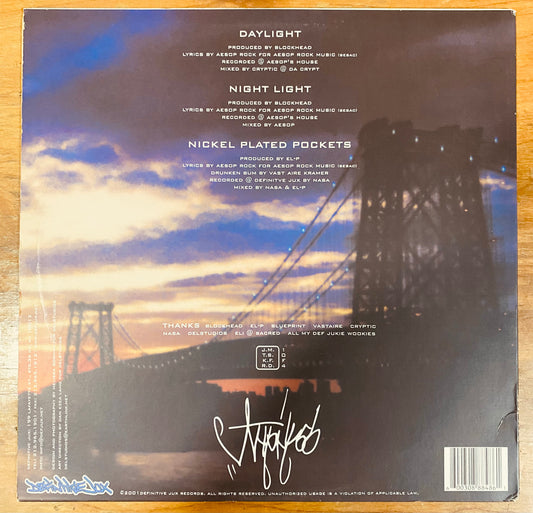 DAYLIGHT
PRODUCED BY BLOCKHEAD
LYRICS BY AESOP ROCK FOR AESOP ROCK MUSIC (SESAC)
RECORDED @ AESOP'S HOUSE
MIXED BY CRYPTIC @ DA CRYPT
NIGHT LIGHT
PRODUCED BY BLOCKHEAD
LYRICS BY AESOP ROCK FOR AESOP ROCK MUSIC (SESAC)
RECORDED @ AESOP'S HOUSE
MIXED BY AESOP
NICKEL PLATED POCKETS
PRODUCED BY EL-P
LYRICS BY AESOP ROCK FOR AESOP ROCK MUSIC (SESAC)
DRUNKEN BUM BY VAST AIRE KRAMER
RECORDED @ DEFINITVE JUX BY NASA
MIXED BY NASA & EL-P
THANKS BLOCKHEAD EL-P BLUEPRINT VASTAIRE CRYPTIC
NASA DELSTUDIOS ELI @ SACRED ALL MY DEF JUKIE WOOKIES
J.M.
T.S.
K.F.
R.D.
1
O
F
4
DEFINITIVE JUX
©2001 DEFINITIVE JUX RECORDS. ALL RIGHTS RESERVED. UNAUTHORIZED USAGE IS A VIOLATION OF APPLICABLE LAW.